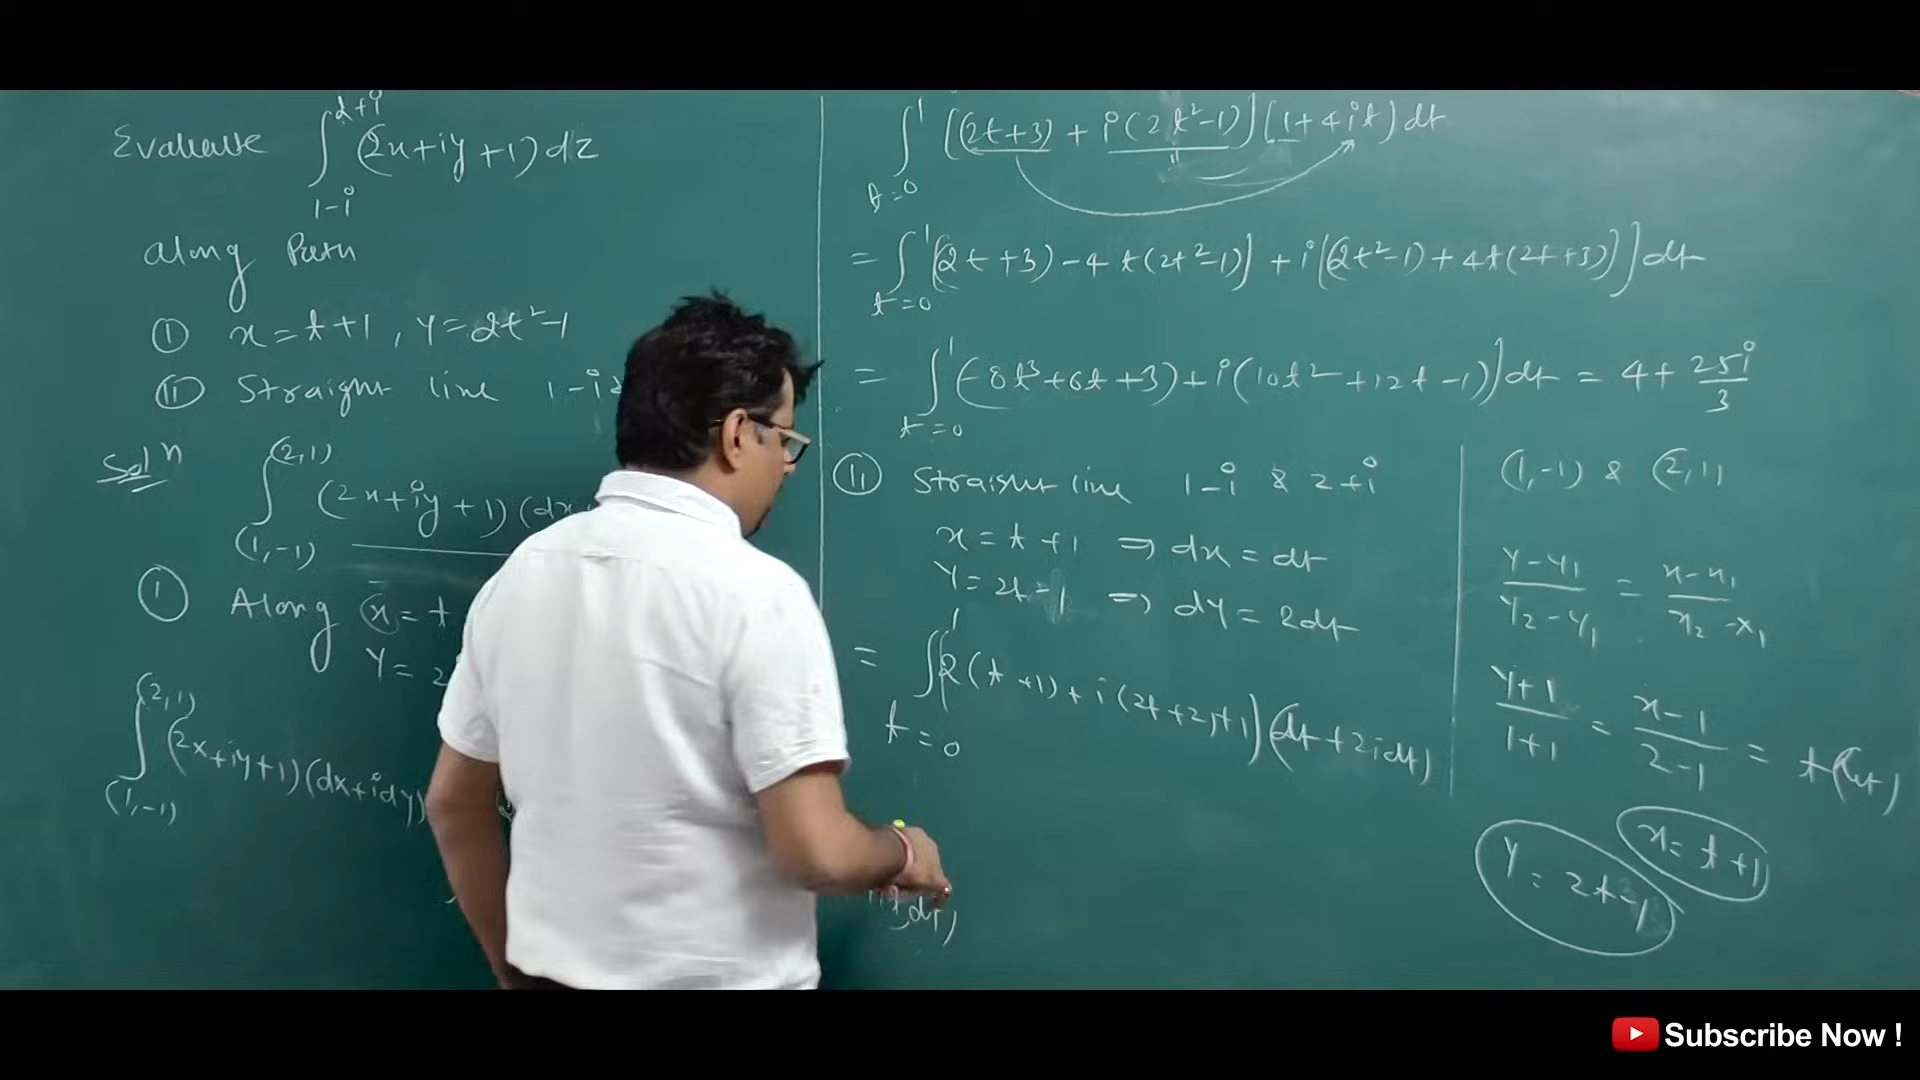 Evaluate ∫_{1-i}^{2+i} (2x+iy+1)dz
along Path
Ⓘ x=t+1, y=2t²-1
Ⓘⓘ Straight line 1-i &
Solⁿ ∫_{(1,-1)}^{(2,1)} (2x+iy+1)(dx
Ⓘ Along x=t
y=2
∫_{(1,-1)}^{(2,1)} (2x+iy+1)(dx+idy)
∫_{t=0}^{1} [(2t+3)+i(2t²-1)][1+4it]dt
= ∫_{t=0}^{1} [(2t+3)-4t(2t²-1)]+i[(2t²-1)+4t(2t+3)]]dt
= ∫_{t=0}^{1} (-8t³+6t+3)+i(10t²+12t-1)]dt = 4+25i/3
Ⓘⓘ Straight line 1-i & 2+i
x=t+1 ⇒ dx=dt
y=2t-1 ⇒ dy=2dt
= ∫_{t=0}^{1} [2(t+1)+i(2t+2)+1)(dt+2idt)
dt)
(1,-1) & (2,1)
y-y₁/y₂-y₁ = x-x₁/x₂-x₁
y+1/1+1 = x-1/2-1 = t
x=t+1
y=2t-1
Subscribe Now !